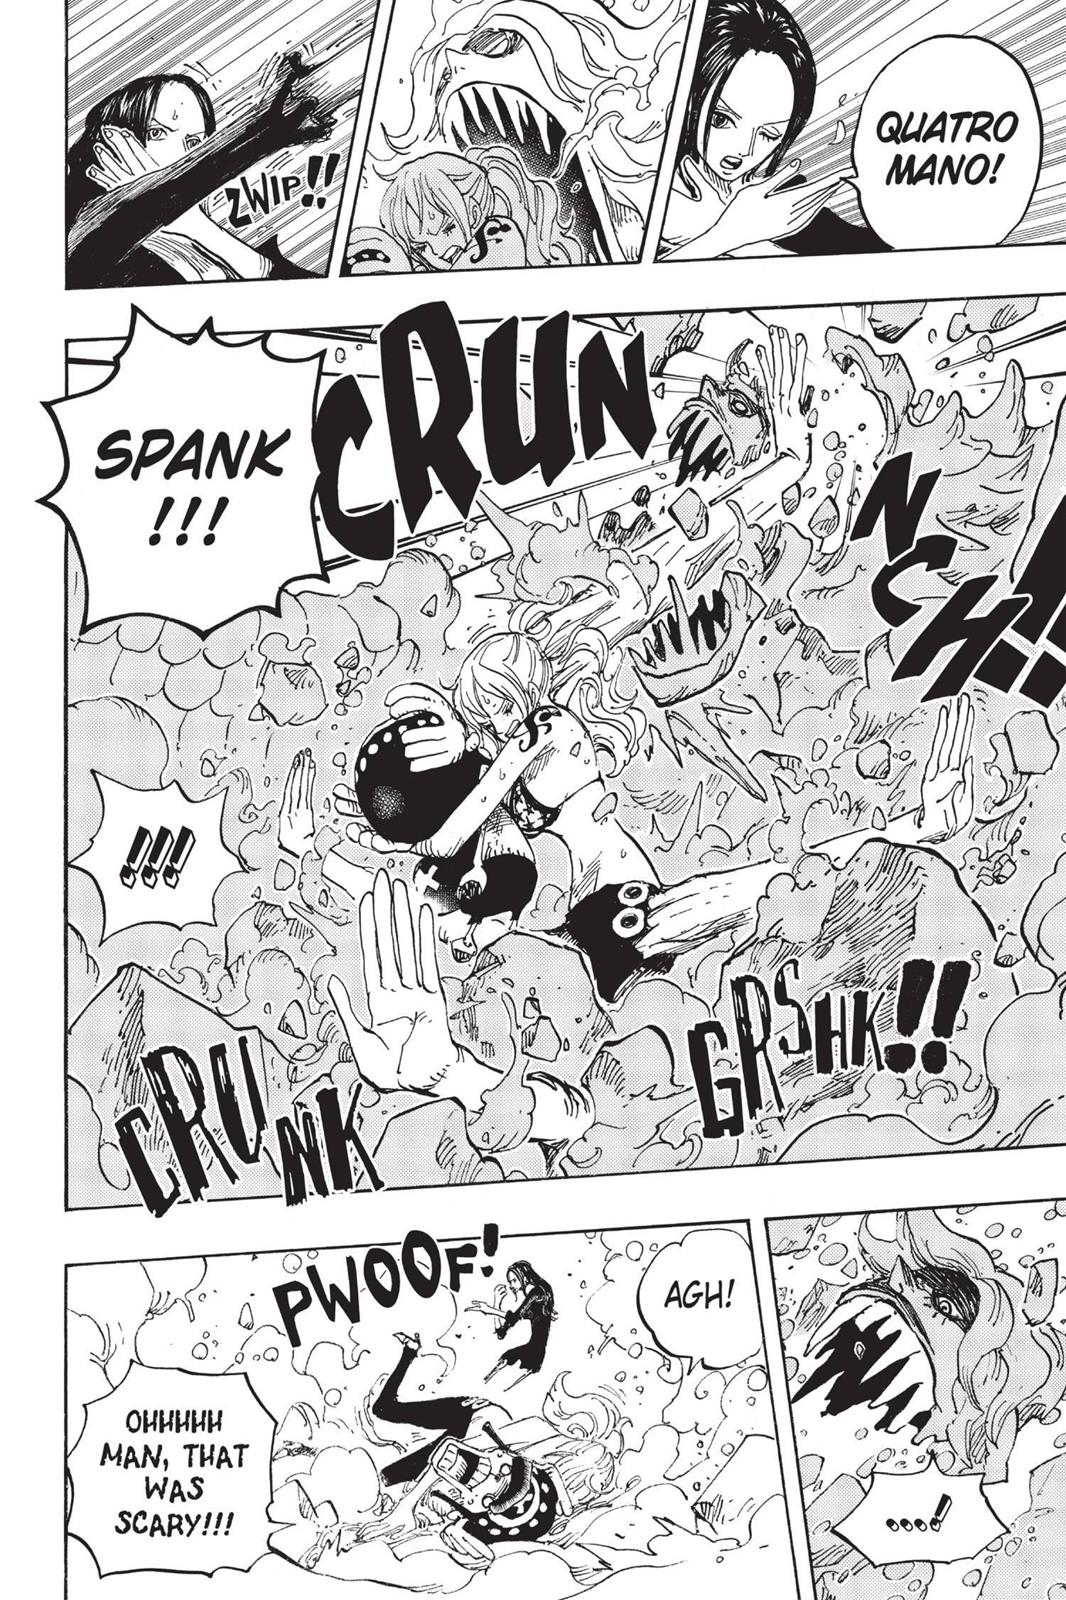 QUATRO
MANO!
ZWIP!!
SPANK
!!!
CRUN
NCH!!
!!!
CRUNK
GRSHK!!
....!
AGH!
PWOOF!
OHHHHH
MAN, THAT
WAS
SCARY!!!